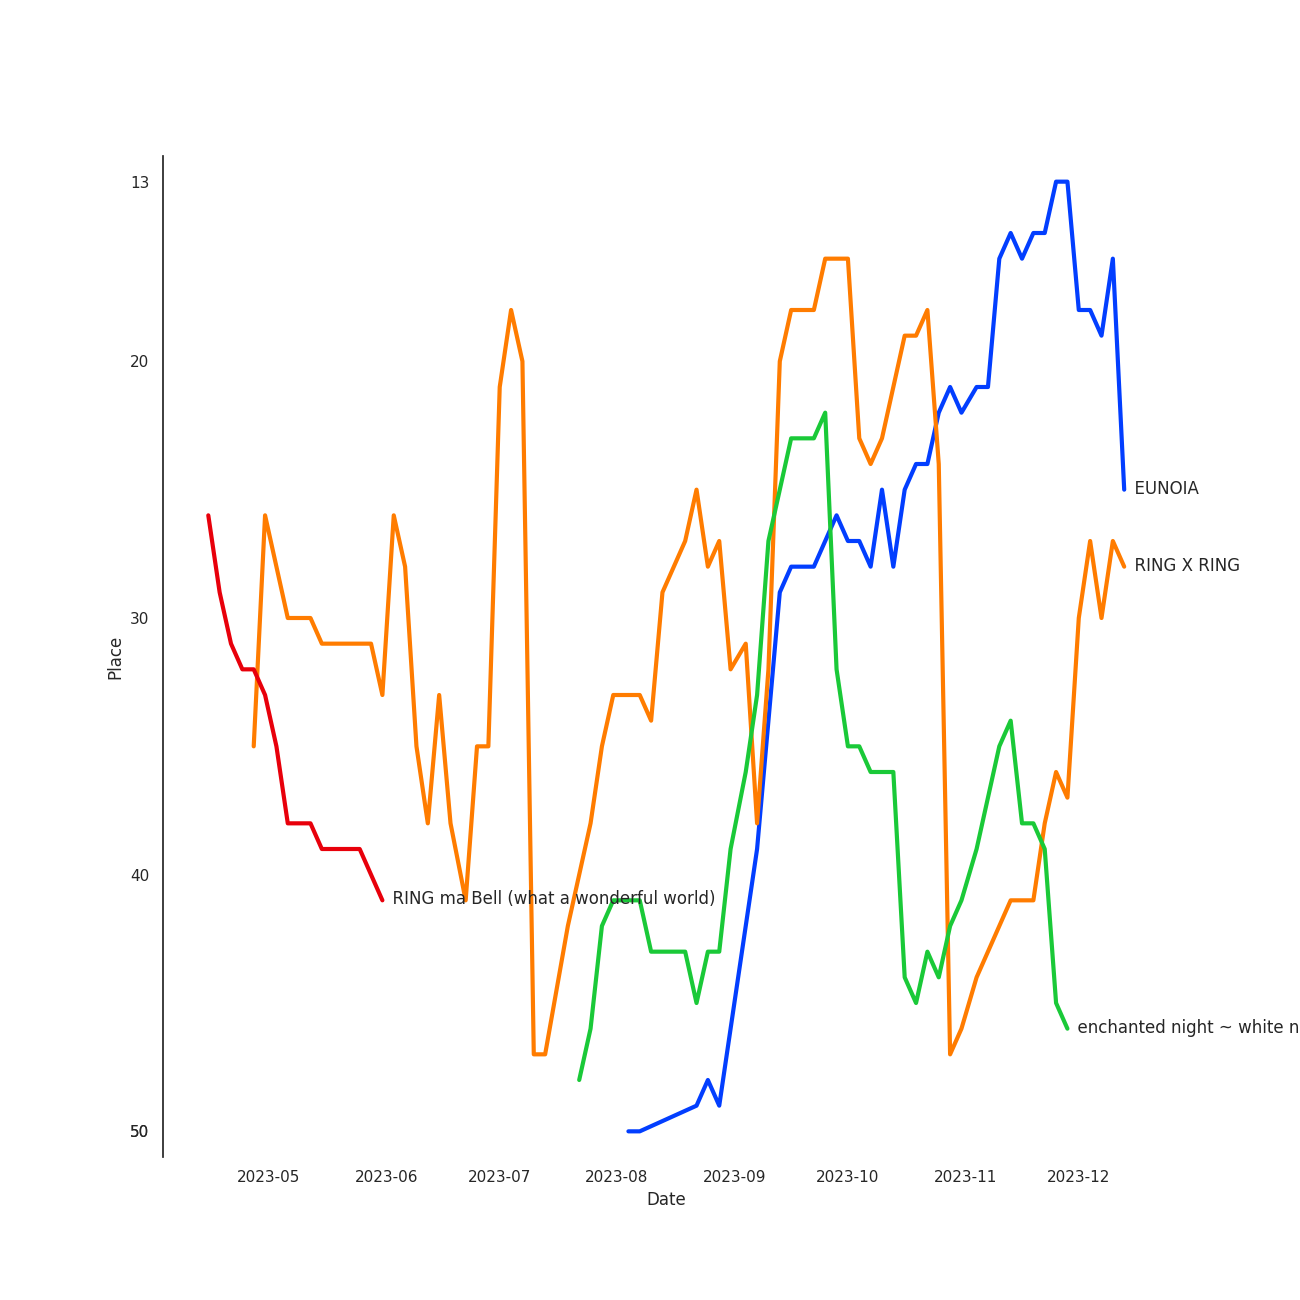 13
20
30
40
50
Place
EUNOIA
RING X RING
RING ma Bell (what a wonderful world)
enchanted night ~ white n
2023-05 2023-06 2023-07 2023-08 2023-09 2023-10 2023-11 2023-12
Date